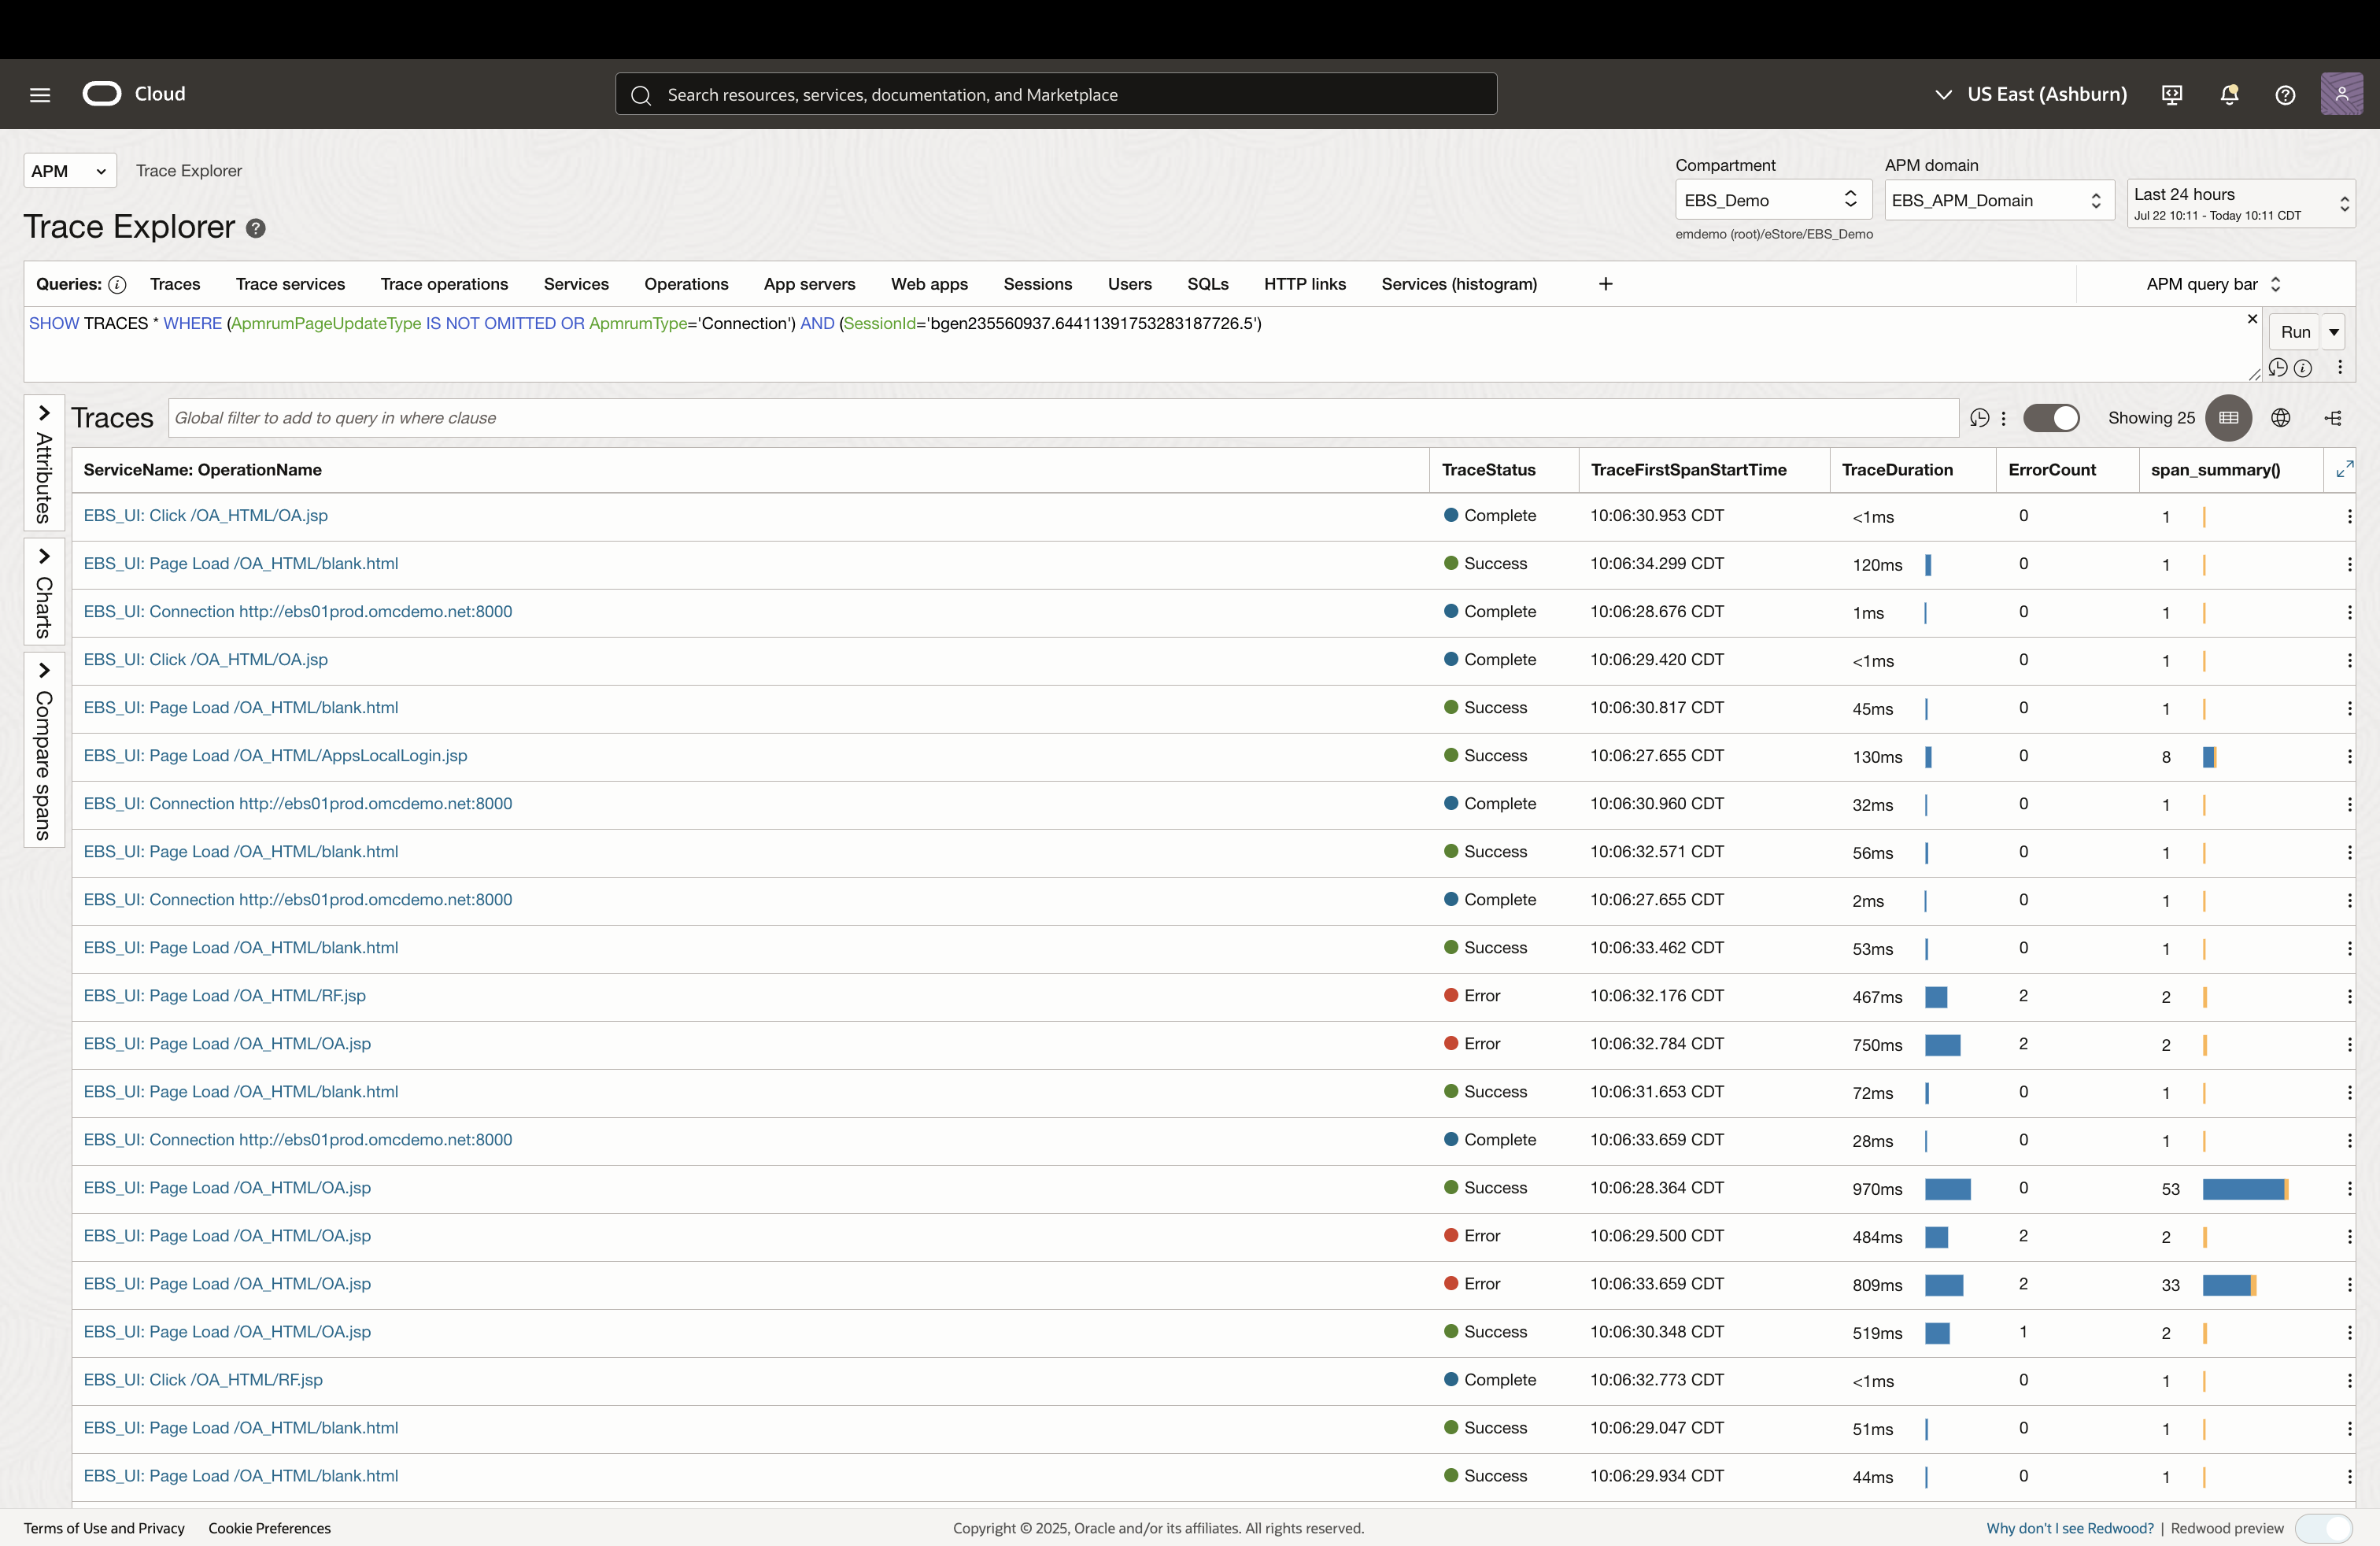 Cloud
Search resources, services, documentation, and Marketplace
US East (Ashburn)
APM
Trace Explorer
Compartment
APM domain
EBS_Demo
EBS_APM_Domain
Last 24 hours
Jul 22 10:11 - Today 10:11 CDT
emdemo (root)/eStore/EBS_Demo
Trace Explorer
Queries: Traces Trace services Trace operations Services Operations App servers Web apps Sessions Users SQLs HTTP links Services (histogram) + APM query bar
SHOW TRACES * WHERE (ApmrumPageUpdateType IS NOT OMITTED OR ApmrumType='Connection') AND (SessionId='bgen235560937.64411391753283187726.5')
Run
Attributes
Charts
Compare spans
Traces
Global filter to add to query in where clause
Showing 25
ServiceName: OperationName TraceStatus TraceFirstSpanStartTime TraceDuration ErrorCount span_summary()
EBS_UI: Click /OA_HTML/OA.jsp Complete 10:06:30.953 CDT <1ms 0 1
EBS_UI: Page Load /OA_HTML/blank.html Success 10:06:34.299 CDT 120ms 0 1
EBS_UI: Connection http://ebs01prod.omcdemo.net:8000 Complete 10:06:28.676 CDT 1ms 0 1
EBS_UI: Click /OA_HTML/OA.jsp Complete 10:06:29.420 CDT <1ms 0 1
EBS_UI: Page Load /OA_HTML/blank.html Success 10:06:30.817 CDT 45ms 0 1
EBS_UI: Page Load /OA_HTML/AppsLocalLogin.jsp Success 10:06:27.655 CDT 130ms 0 8
EBS_UI: Connection http://ebs01prod.omcdemo.net:8000 Complete 10:06:30.960 CDT 32ms 0 1
EBS_UI: Page Load /OA_HTML/blank.html Success 10:06:32.571 CDT 56ms 0 1
EBS_UI: Connection http://ebs01prod.omcdemo.net:8000 Complete 10:06:27.655 CDT 2ms 0 1
EBS_UI: Page Load /OA_HTML/blank.html Success 10:06:33.462 CDT 53ms 0 1
EBS_UI: Page Load /OA_HTML/RF.jsp Error 10:06:32.176 CDT 467ms 2 2
EBS_UI: Page Load /OA_HTML/OA.jsp Error 10:06:32.784 CDT 750ms 2 2
EBS_UI: Page Load /OA_HTML/blank.html Success 10:06:31.653 CDT 72ms 0 1
EBS_UI: Connection http://ebs01prod.omcdemo.net:8000 Complete 10:06:33.659 CDT 28ms 0 1
EBS_UI: Page Load /OA_HTML/OA.jsp Success 10:06:28.364 CDT 970ms 0 53
EBS_UI: Page Load /OA_HTML/OA.jsp Error 10:06:29.500 CDT 484ms 2 2
EBS_UI: Page Load /OA_HTML/OA.jsp Error 10:06:33.659 CDT 809ms 2 33
EBS_UI: Page Load /OA_HTML/OA.jsp Success 10:06:30.348 CDT 519ms 1 2
EBS_UI: Click /OA_HTML/RF.jsp Complete 10:06:32.773 CDT <1ms 0 1
EBS_UI: Page Load /OA_HTML/blank.html Success 10:06:29.047 CDT 51ms 0 1
EBS_UI: Page Load /OA_HTML/blank.html Success 10:06:29.934 CDT 44ms 0 1
Terms of Use and Privacy Cookie Preferences Copyright © 2025, Oracle and/or its affiliates. All rights reserved. Why don't I see Redwood? | Redwood preview